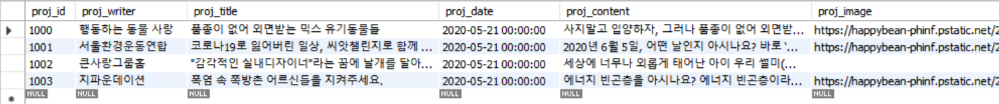 proj_id proj_writer proj_title proj_date proj_content proj_image
1000 행동하는 동물 사랑 품종이 없어 외면받는 믹스 유기동물들 2020-05-21 00:00:00 사지말고 입양하자, 그러나 품종이 없어 외면받... https://happybean-phinf.pstatic.net/2
1001 서울환경운동연합 코로나19로 잃어버린 일상, 씨앗챌린지로 함께 ... 2020-05-21 00:00:00 2020년 6월 5일, 어떤 날인지 아시나요? 바로 '... https://happybean-phinf.pstatic.net/2
1002 큰사랑그룹홈 "감각적인 실내디자이너"라는 꿈에 날개를 달아... 2020-05-21 00:00:00 세상에 너무나 외롭게 태어난 아이 우리 썰미(...
1003 지파운데이션 폭염 속 쪽방촌 어르신들을 지켜주세요. 2020-05-21 00:00:00 에너지 빈곤층을 아시나요? 에너지 빈곤층이라... https://happybean-phinf.pstatic.net/2
NULL NULL NULL NULL NULL NULL